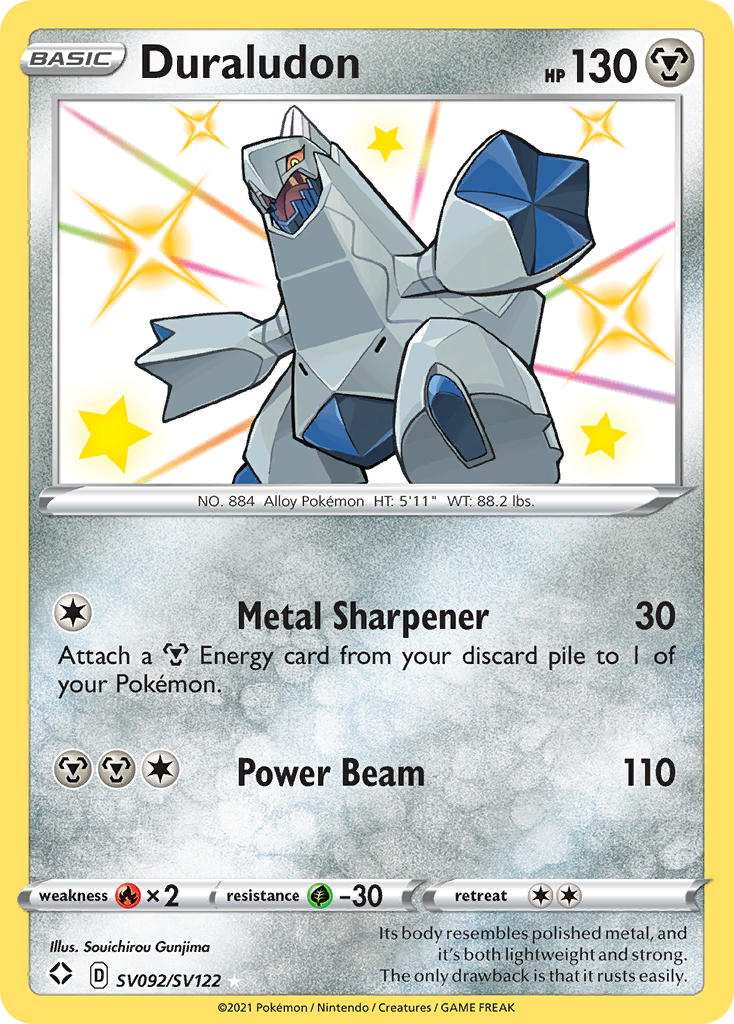 BASIC Duraludon HP 130
NO. 884 Alloy Pokémon HT: 5'11" WT: 88.2 lbs.
Metal Sharpener 30
Attach a Energy card from your discard pile to 1 of
your Pokémon.
Power Beam 110
weakness ×2 resistance -30 retreat
Illus. Souichirou Gunjima
D SV092/SV122
Its body resembles polished metal, and
it's both lightweight and strong.
The only drawback is that it rusts easily.
©2021 Pokémon / Nintendo / Creatures / GAME FREAK